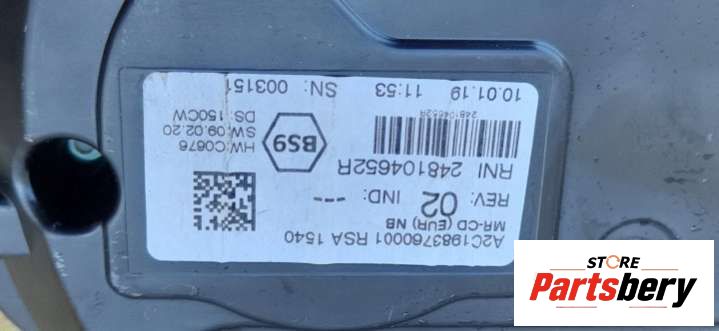 A2C1983760001 RSA 1540
MR-CD (EUR) NB
REV: 02 IND: ---
RNI 248104652R
248104652R
10.01.19 11:53 SN: 003151
HW:C0676
SW:09.02.20
DS:150CW
BS9
STORE
Partsbery